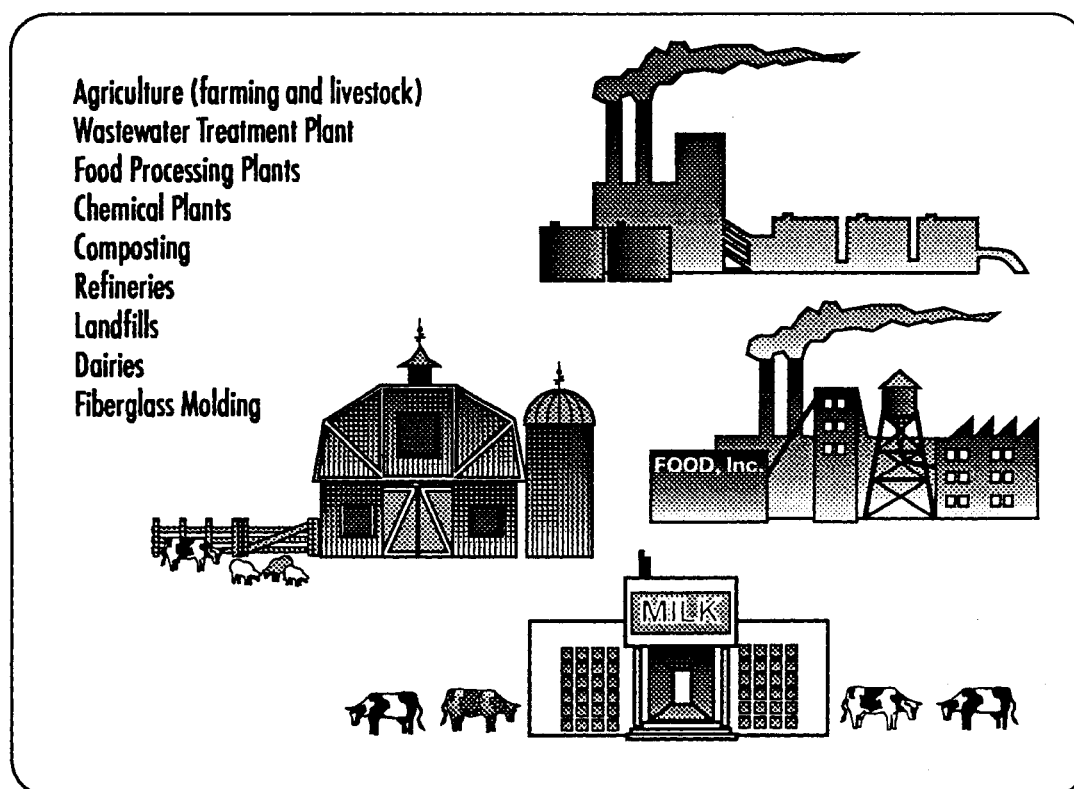 Agriculture (farming and livestock)
Wastewater Treatment Plant
Food Processing Plants
Chemical Plants
Composting
Refineries
Landfills
Dairies
Fiberglass Molding
FOOD, Inc.
MILK